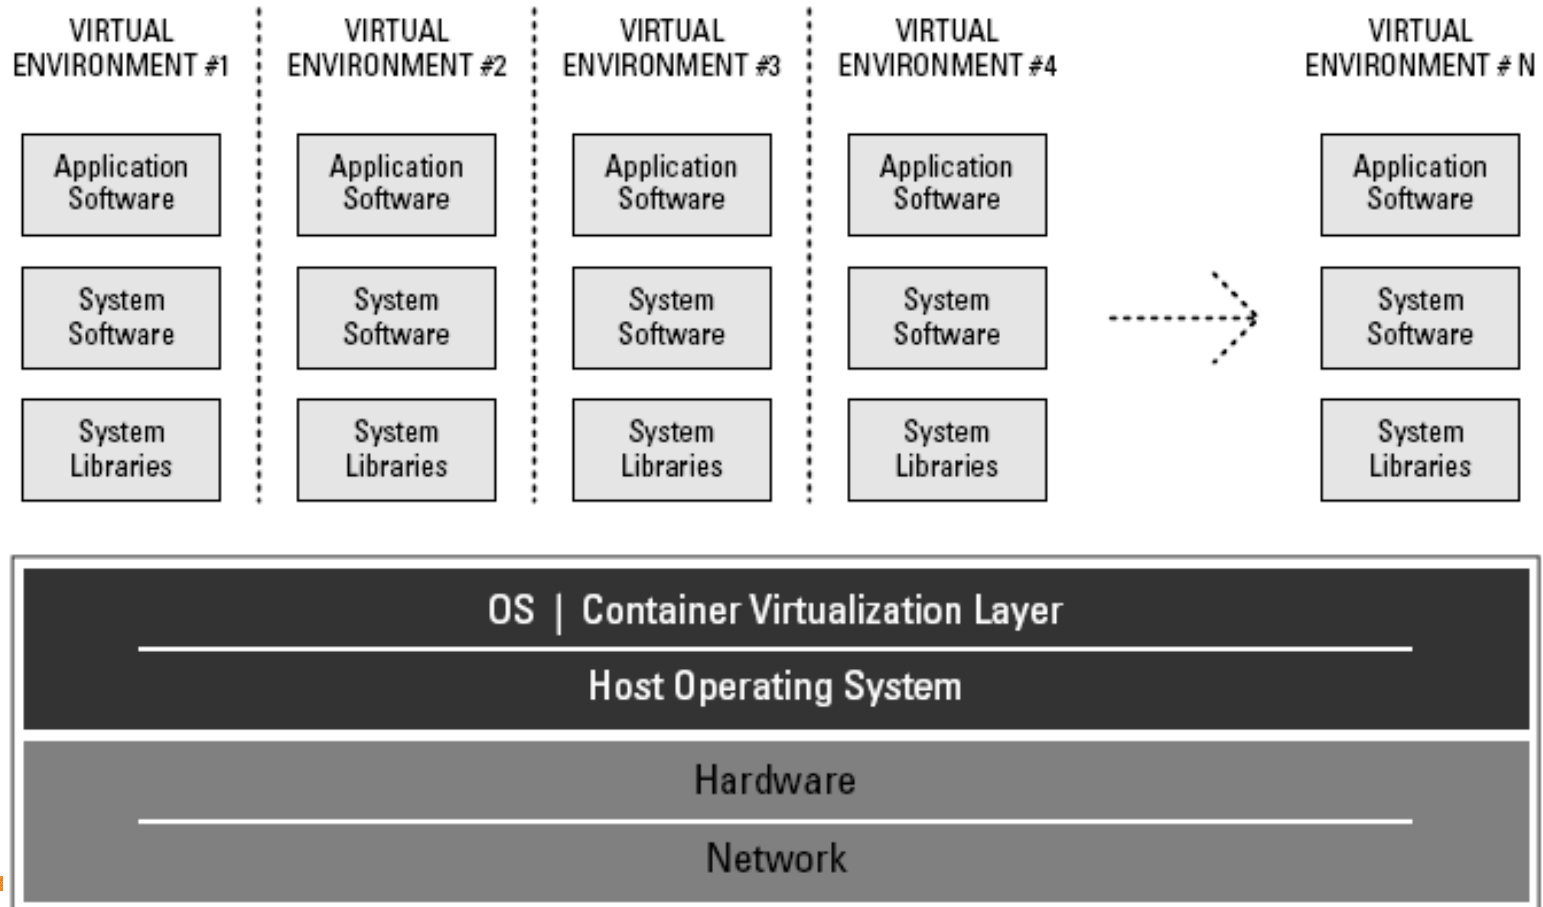 VIRTUAL
ENVIRONMENT #1
VIRTUAL
ENVIRONMENT #2
VIRTUAL
ENVIRONMENT #3
VIRTUAL
ENVIRONMENT #4
VIRTUAL
ENVIRONMENT # N
Application
Software
Application
Software
Application
Software
Application
Software
Application
Software
System
Software
System
Software
System
Software
System
Software
System
Software
System
Libraries
System
Libraries
System
Libraries
System
Libraries
System
Libraries
OS | Container Virtualization Layer
Host Operating System
Hardware
Network